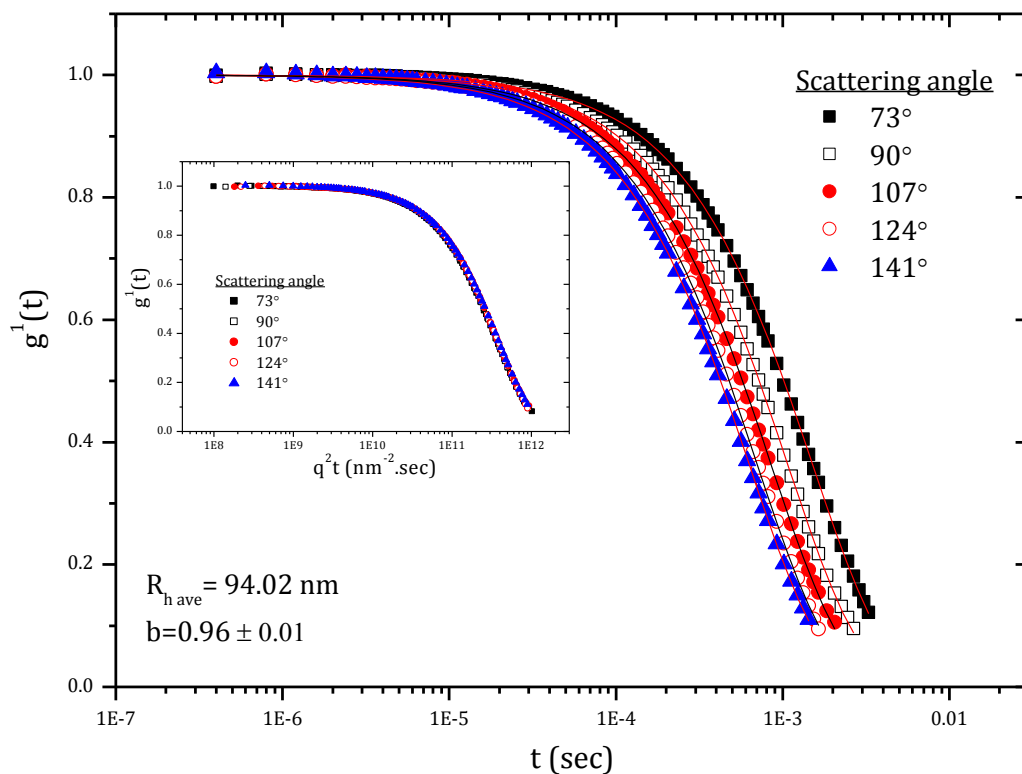 1.0
0.8
0.6
0.4
0.2
0.0
g¹(t)
1E-7
1E-6
1E-5
1E-4
1E-3
0.01
t (sec)
Scattering angle
73°
90°
107°
124°
141°
1.0
0.8
0.6
0.4
0.2
0.0
g¹(t)
1E8
1E9
1E10
1E11
1E12
q²t (nm⁻².sec)
Scattering angle
73°
90°
107°
124°
141°
R_h ave= 94.02 nm
b=0.96 ± 0.01